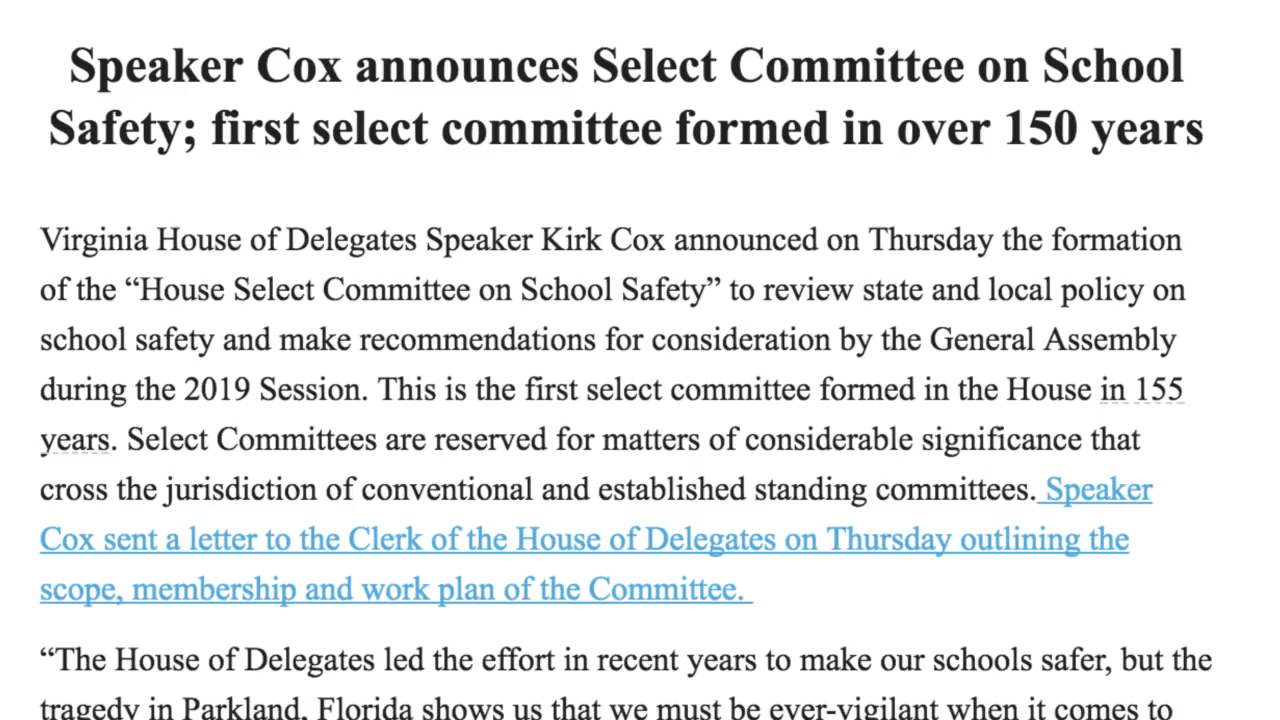 Speaker Cox announces Select Committee on School
Safety; first select committee formed in over 150 years
Virginia House of Delegates Speaker Kirk Cox announced on Thursday the formation
of the “House Select Committee on School Safety” to review state and local policy on
school safety and make recommendations for consideration by the General Assembly
during the 2019 Session. This is the first select committee formed in the House in 155
years. Select Committees are reserved for matters of considerable significance that
cross the jurisdiction of conventional and established standing committees. Speaker
Cox sent a letter to the Clerk of the House of Delegates on Thursday outlining the
scope, membership and work plan of the Committee.
“The House of Delegates led the effort in recent years to make our schools safer, but the
tragedy in Parkland, Florida shows us that we must be ever-vigilant when it comes to